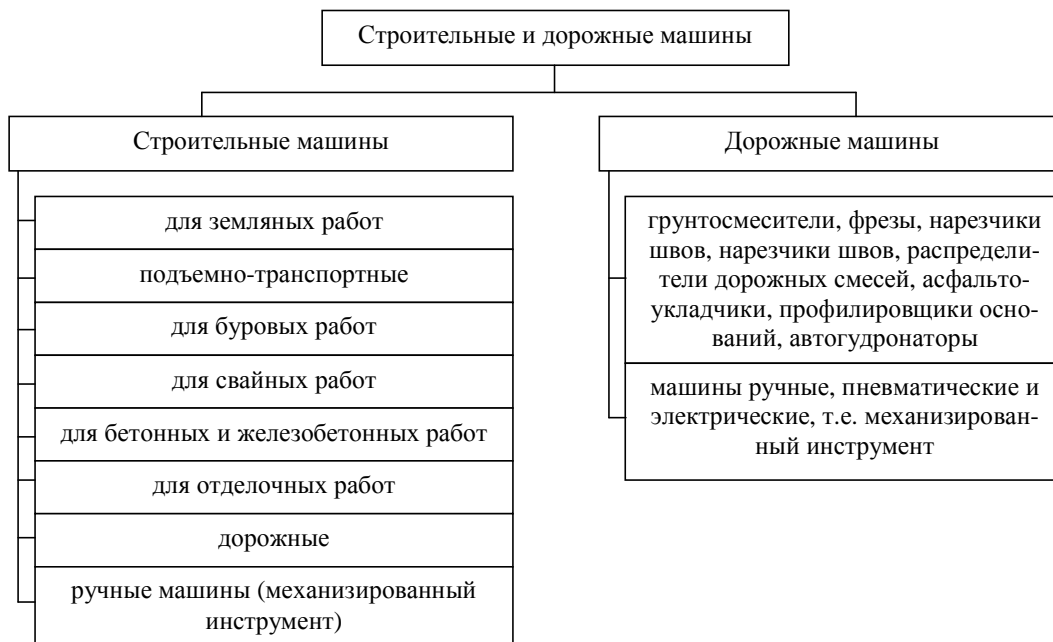 Строительные и дорожные машины
Строительные машины
для земляных работ
подъемно-транспортные
для буровых работ
для свайных работ
для бетонных и железобетонных работ
для отделочных работ
дорожные
ручные машины (механизированный
инструмент)
Дорожные машины
грунтосмесители, фрезы, нарезчики
швов, нарезчики швов, распредели-
тели дорожных смесей, асфальто-
укладчики, профилировщики осно-
ваний, автогудронаторы
машины ручные, пневматические и
электрические, т.е. механизирован-
ный инструмент